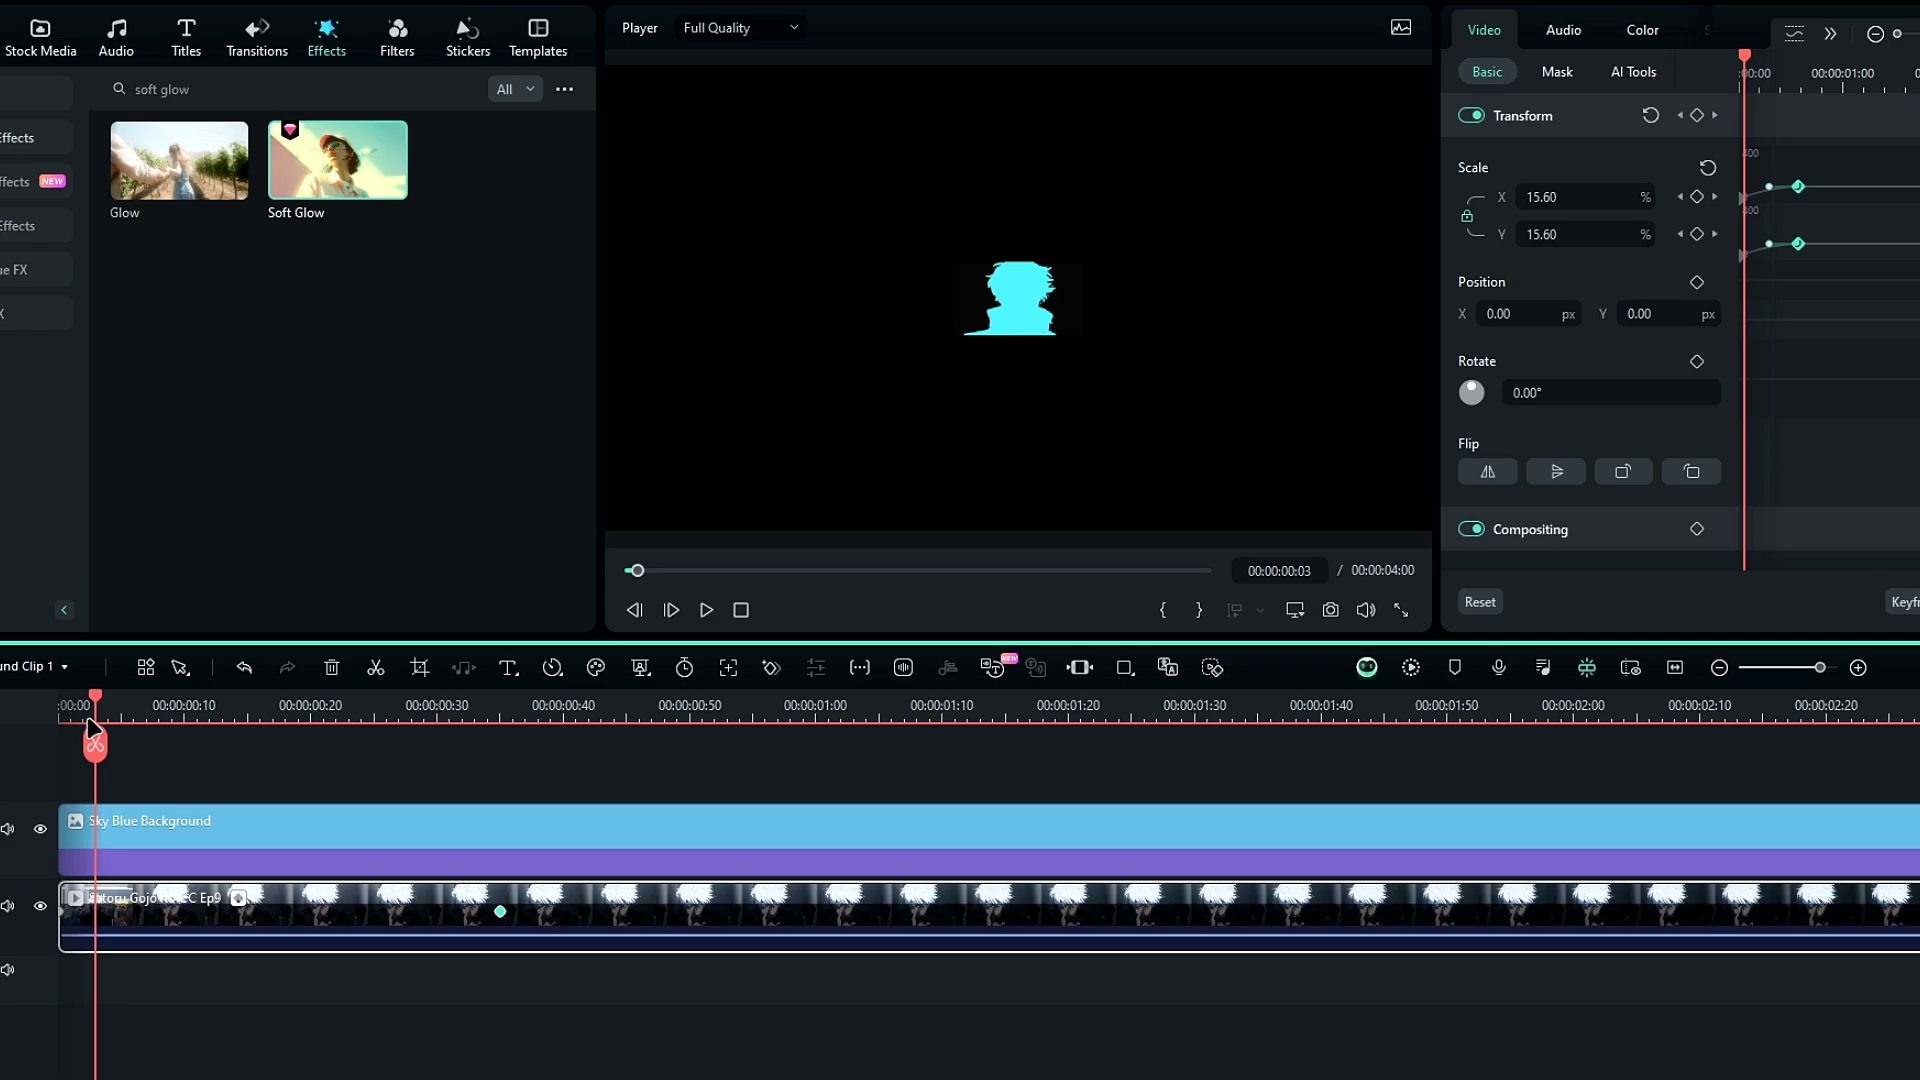 Stock Media
Audio
Titles
Transitions
Effects
Filters
Stickers
Templates
soft glow
All
Effects
ffects NEW
Effects
ue FX
X
Glow
Soft Glow
Player
Full Quality
00:00:00:03 / 00:00:04:00
Video
Audio
Color
Basic
Mask
AI Tools
:00:00
00:00:01:00
Transform
Scale
X 15.60 %
Y 15.60 %
400
400
Position
X 0.00 px Y 0.00 px
Rotate
0.00°
Flip
Compositing
Reset
Keyfr
und Clip 1
NEW
:00:00
00:00:00:10
00:00:00:20
00:00:00:30
00:00:00:40
00:00:00:50
00:00:01:00
00:00:01:10
00:00:01:20
00:00:01:30
00:00:01:40
00:00:01:50
00:00:02:00
00:00:02:10
00:00:02:20
Sky Blue Background
Satoru Gojo
Ep9